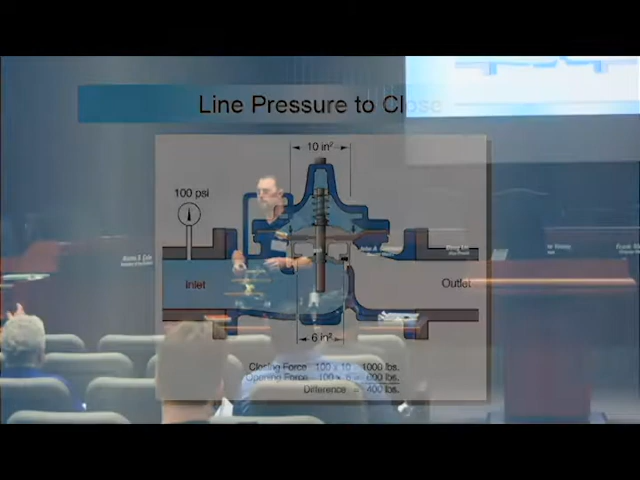 Line Pressure to Close
10 in²
100 psi
Inlet
Outlet
6 in²
Closing Force 100 x 10 = 1000 lbs.
Opening Force 100 x 6 = 600 lbs.
Difference = 400 lbs.